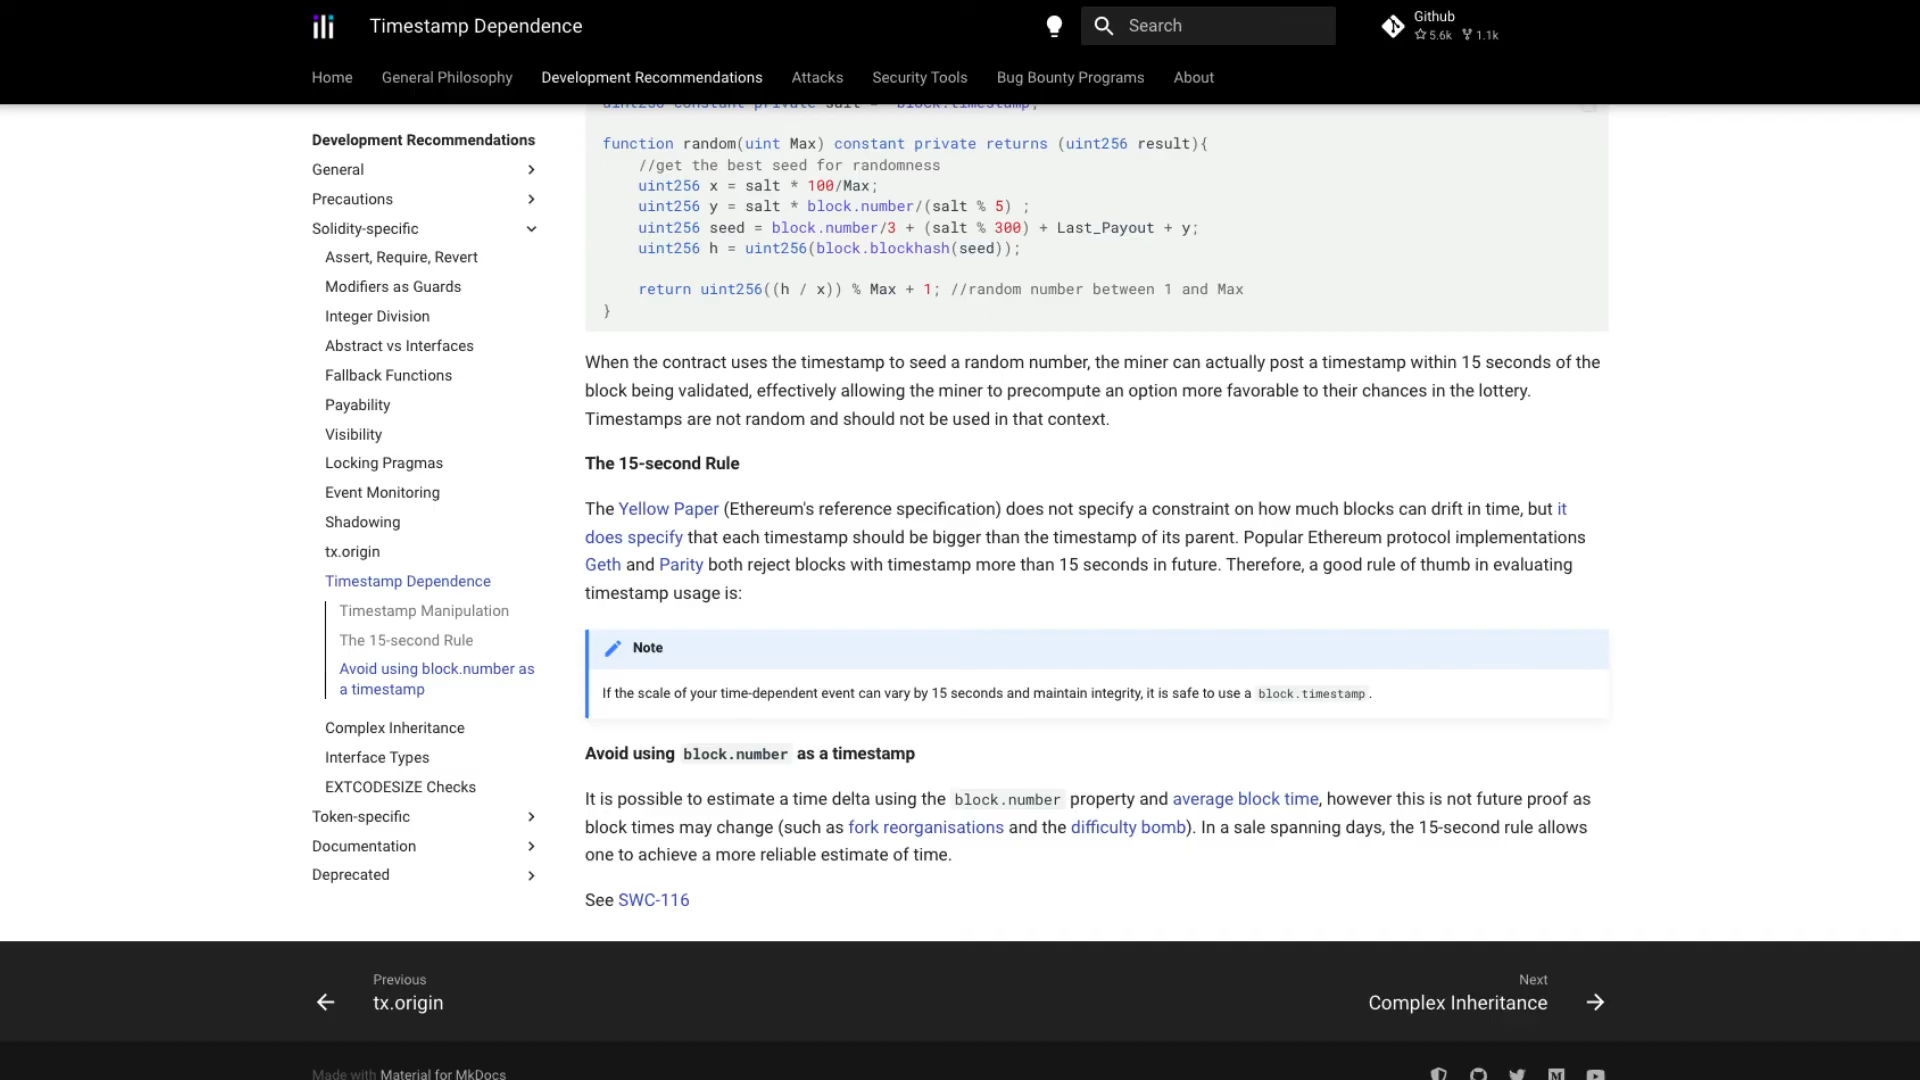 Timestamp Dependence
Search
Github
5.6k 1.1k
Home General Philosophy Development Recommendations Attacks Security Tools Bug Bounty Programs About
uint256 constant private salt = block.timestamp;
Development Recommendations
General
Precautions
Solidity-specific
Assert, Require, Revert
Modifiers as Guards
Integer Division
Abstract vs Interfaces
Fallback Functions
Payability
Visibility
Locking Pragmas
Event Monitoring
Shadowing
tx.origin
Timestamp Dependence
Timestamp Manipulation
The 15-second Rule
Avoid using block.number as
a timestamp
Complex Inheritance
Interface Types
EXTCODESIZE Checks
Token-specific
Documentation
Deprecated
function random(uint Max) constant private returns (uint256 result){
//get the best seed for randomness
uint256 x = salt * 100/Max;
uint256 y = salt * block.number/(salt % 5) ;
uint256 seed = block.number/3 + (salt % 300) + Last_Payout + y;
uint256 h = uint256(block.blockhash(seed));
return uint256((h / x)) % Max + 1; //random number between 1 and Max
}
When the contract uses the timestamp to seed a random number, the miner can actually post a timestamp within 15 seconds of the
block being validated, effectively allowing the miner to precompute an option more favorable to their chances in the lottery.
Timestamps are not random and should not be used in that context.
The 15-second Rule
The Yellow Paper (Ethereum's reference specification) does not specify a constraint on how much blocks can drift in time, but it
does specify that each timestamp should be bigger than the timestamp of its parent. Popular Ethereum protocol implementations
Geth and Parity both reject blocks with timestamp more than 15 seconds in future. Therefore, a good rule of thumb in evaluating
timestamp usage is:
Note
If the scale of your time-dependent event can vary by 15 seconds and maintain integrity, it is safe to use a block.timestamp.
Avoid using block.number as a timestamp
It is possible to estimate a time delta using the block.number property and average block time, however this is not future proof as
block times may change (such as fork reorganisations and the difficulty bomb). In a sale spanning days, the 15-second rule allows
one to achieve a more reliable estimate of time.
See SWC-116
Previous
tx.origin
Next
Complex Inheritance
Made with Material for MkDocs